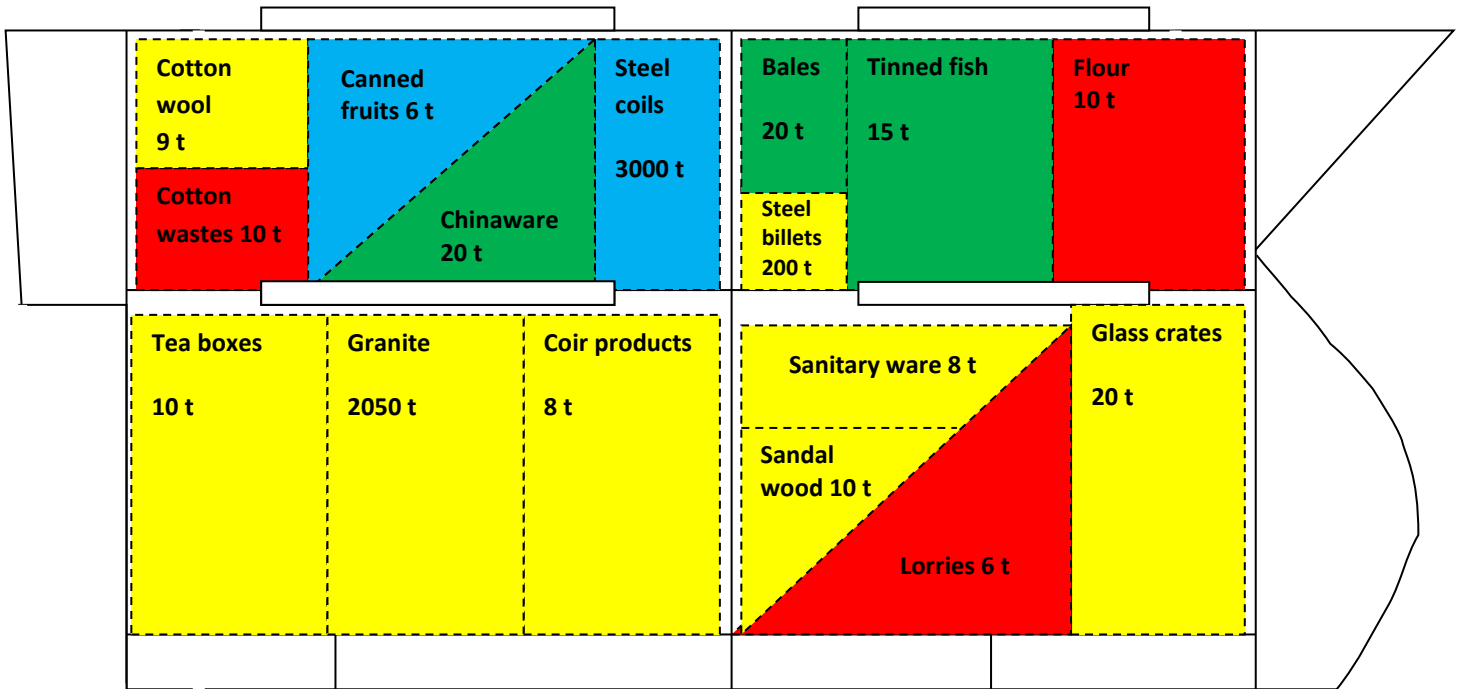 Cotton
wool
9 t
Cotton
wastes 10 t
Canned
fruits 6 t
Chinaware
20 t
Steel
coils
3000 t
Bales
20 t
Steel
billets
200 t
Tinned fish
15 t
Flour
10 t
Tea boxes
10 t
Granite
2050 t
Coir products
8 t
Sanitary ware 8 t
Sandal
wood 10 t
Lorries 6 t
Glass crates
20 t